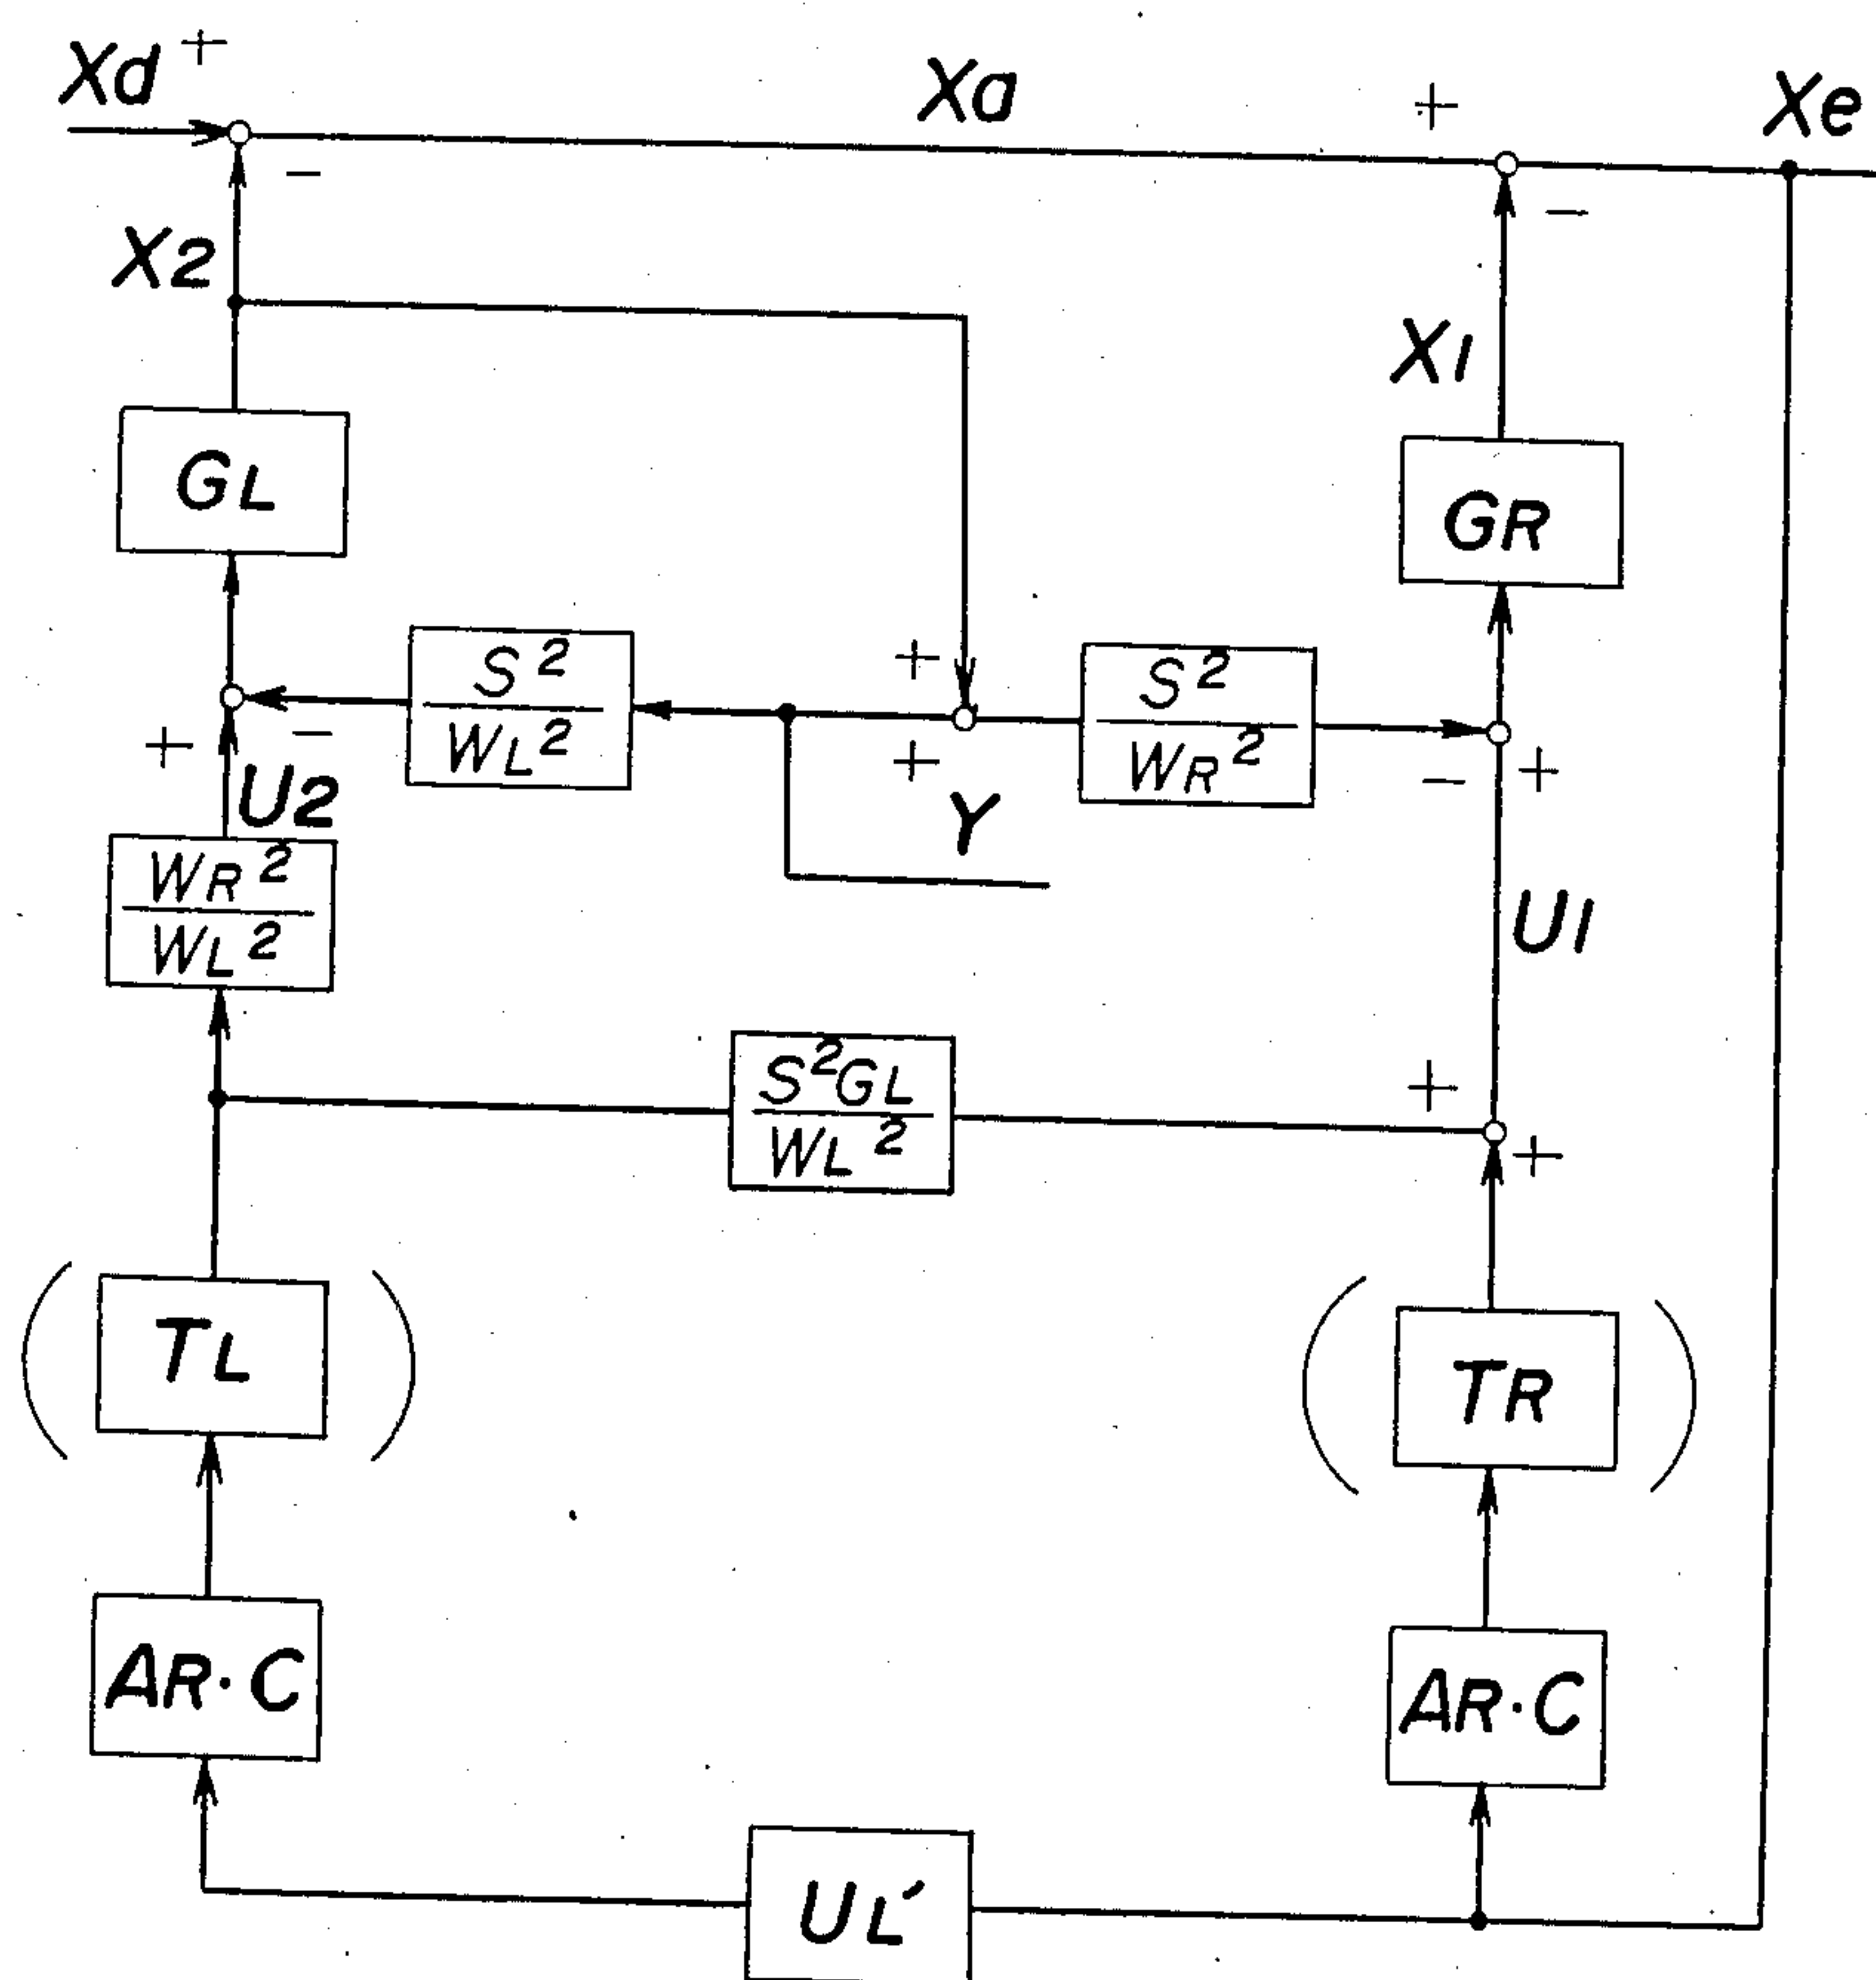 Xd +
Xa
+
Xe
−
−
X2
X1
GL
GR
S²
WL²
+
+
S²
WR²
+
−
U2
−
+
Y
WR²
WL²
U1
S²GL
WL²
+
+
( TL )
( TR )
AR·C
AR·C
UL′